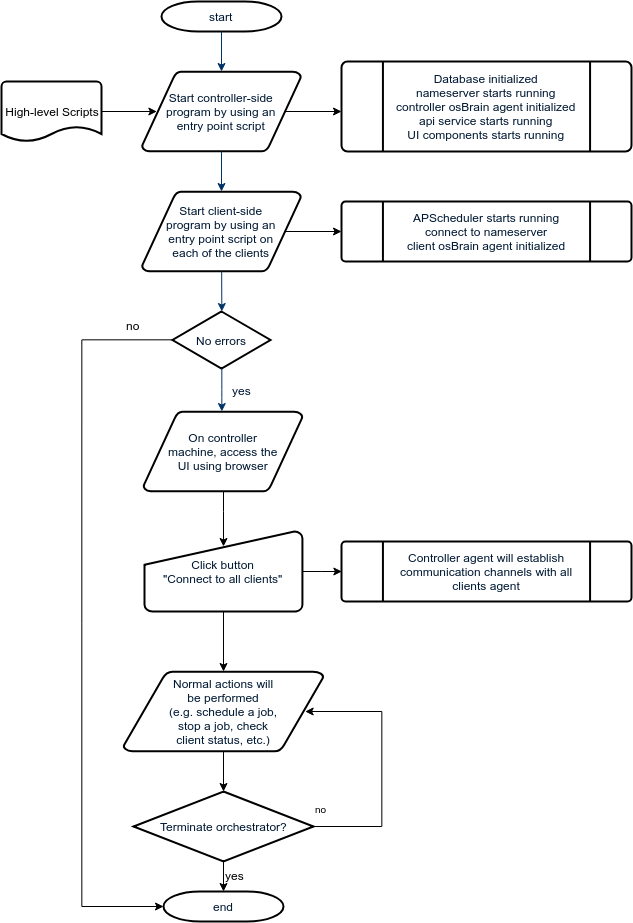 start
High-level Scripts
Start controller-side
program by using an
entry point script
Database initialized
nameserver starts running
controller osBrain agent initialized
api service starts running
UI components starts running
Start client-side
program by using an
entry point script on
each of the clients
APScheduler starts running
connect to nameserver
client osBrain agent initialized
no
No errors
yes
On controller
machine, access the
UI using browser
Click button
"Connect to all clients"
Controller agent will establish
communication channels with all
clients agent
Normal actions will
be performed
(e.g. schedule a job,
stop a job, check
client status, etc.)
no
Terminate orchestrator?
yes
end